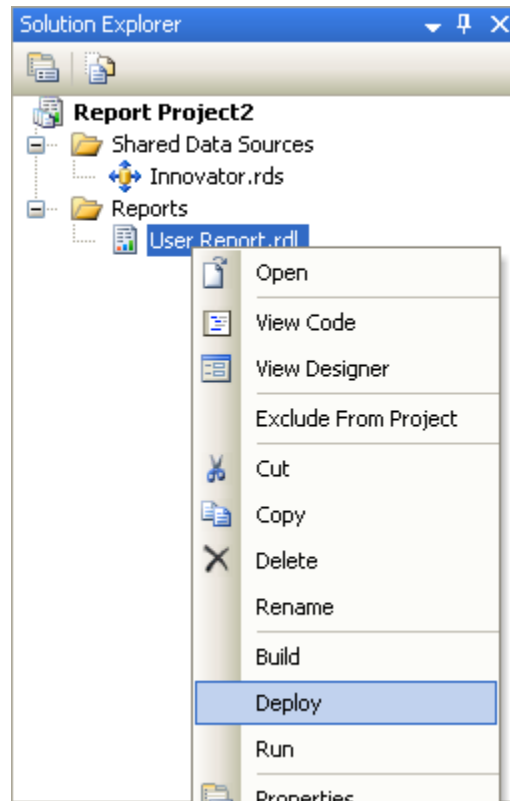 Solution Explorer
Report Project2
Shared Data Sources
Innovator.rds
Reports
User Report.rdl
Open
View Code
View Designer
Exclude From Project
Cut
Copy
Delete
Rename
Build
Deploy
Run
Properties